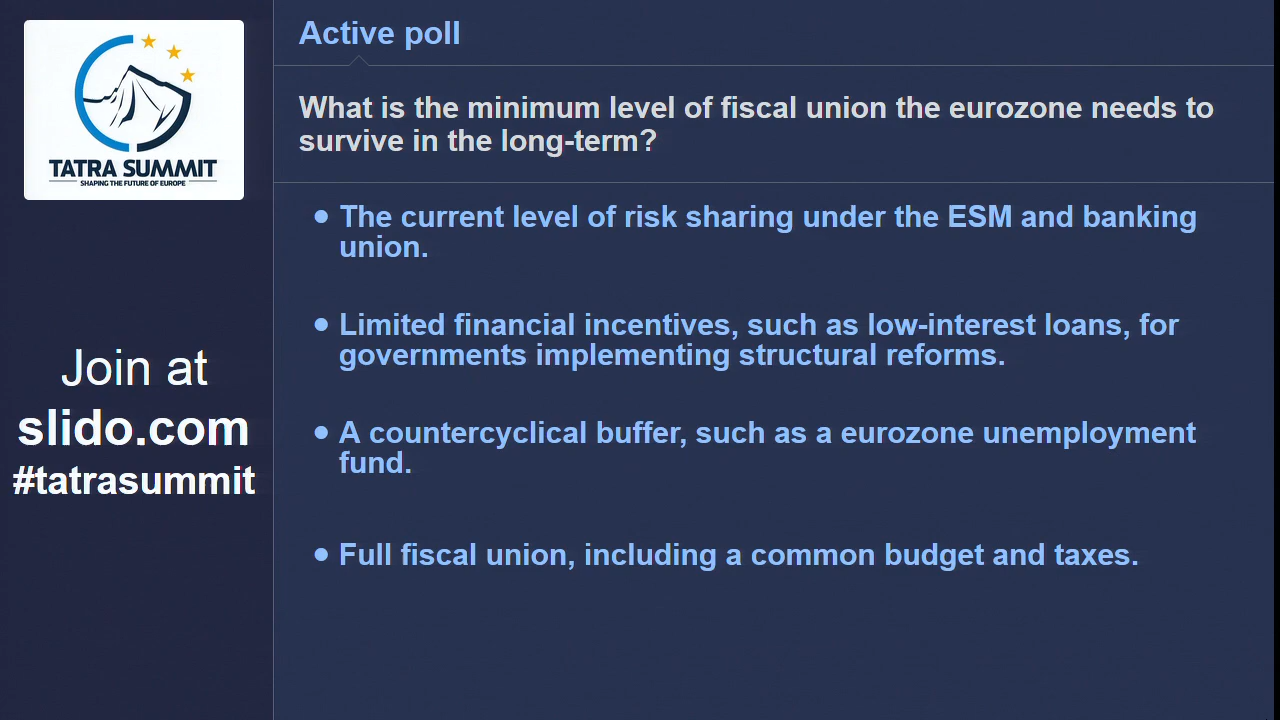 TATRA SUMMIT
SHAPING THE FUTURE OF EUROPE
Join at
slido.com
#tatrasummit
Active poll
What is the minimum level of fiscal union the eurozone needs to
survive in the long-term?
• The current level of risk sharing under the ESM and banking
union.
• Limited financial incentives, such as low-interest loans, for
governments implementing structural reforms.
• A countercyclical buffer, such as a eurozone unemployment
fund.
• Full fiscal union, including a common budget and taxes.